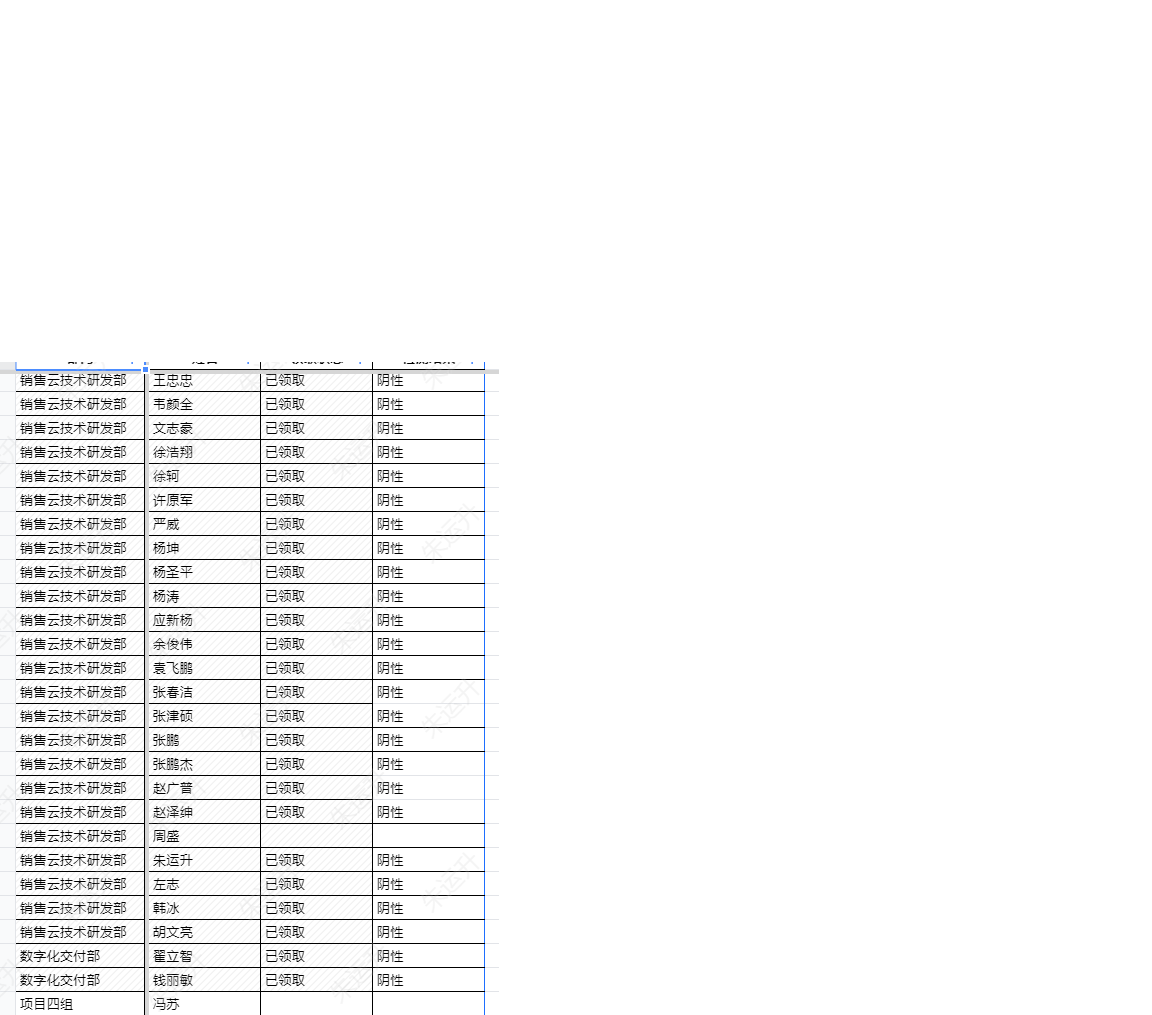 销售云技术研发部 王忠忠 已领取 阴性
销售云技术研发部 韦颜全 已领取 阴性
销售云技术研发部 文志豪 已领取 阴性
销售云技术研发部 徐浩翔 已领取 阴性
销售云技术研发部 徐轲 已领取 阴性
销售云技术研发部 许原军 已领取 阴性
销售云技术研发部 严威 已领取 阴性
销售云技术研发部 杨坤 已领取 阴性
销售云技术研发部 杨圣平 已领取 阴性
销售云技术研发部 杨涛 已领取 阴性
销售云技术研发部 应新杨 已领取 阴性
销售云技术研发部 余俊伟 已领取 阴性
销售云技术研发部 袁飞鹏 已领取 阴性
销售云技术研发部 张春洁 已领取 阴性
销售云技术研发部 张津硕 已领取 阴性
销售云技术研发部 张鹏 已领取 阴性
销售云技术研发部 张鹏杰 已领取 阴性
销售云技术研发部 赵广普 已领取 阴性
销售云技术研发部 赵泽绅 已领取 阴性
销售云技术研发部 周盛
销售云技术研发部 朱运升 已领取 阴性
销售云技术研发部 左志 已领取 阴性
销售云技术研发部 韩冰 已领取 阴性
销售云技术研发部 胡文亮 已领取 阴性
数字化交付部 翟立智 已领取 阴性
数字化交付部 钱丽敏 已领取 阴性
项目四组 冯苏